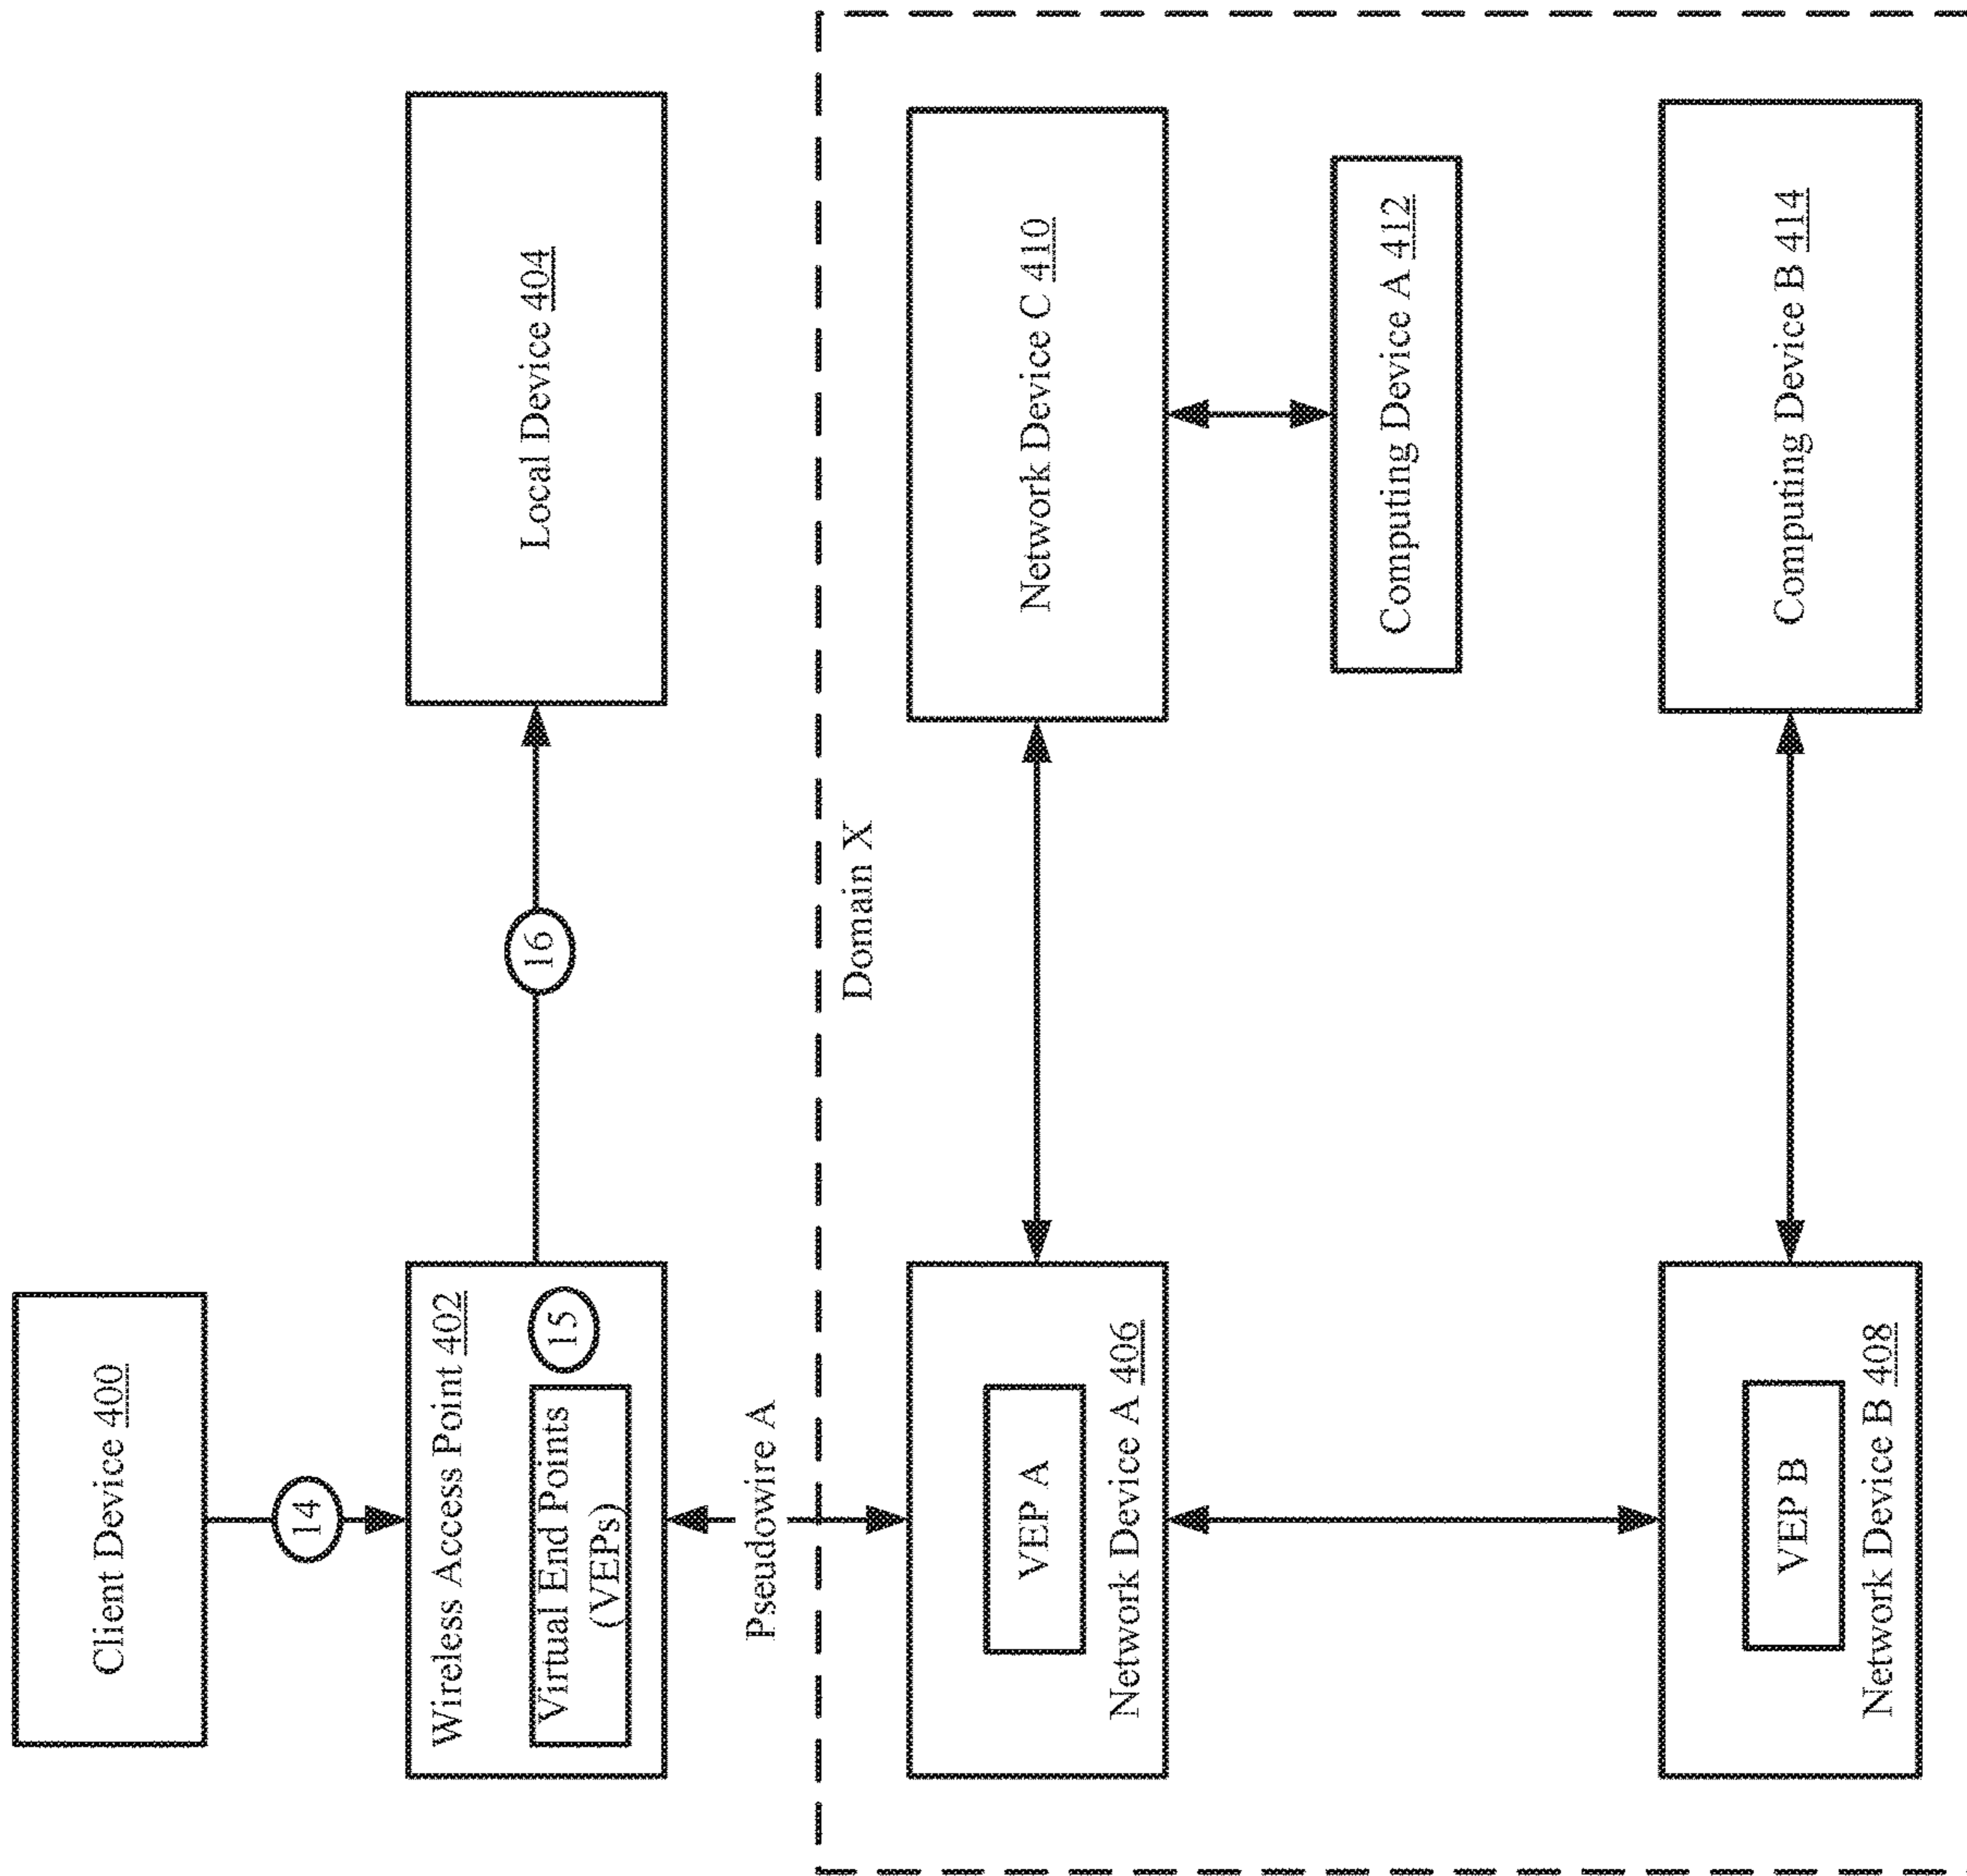 Client Device 400
14
Wireless Access Point 402
Virtual End Points
(VEPs)
15
16
Local Device 404
Pseudowire A
Domain X
VEP A
Network Device A 406
Network Device C 410
Computing Device A 412
VEP B
Network Device B 408
Computing Device B 414